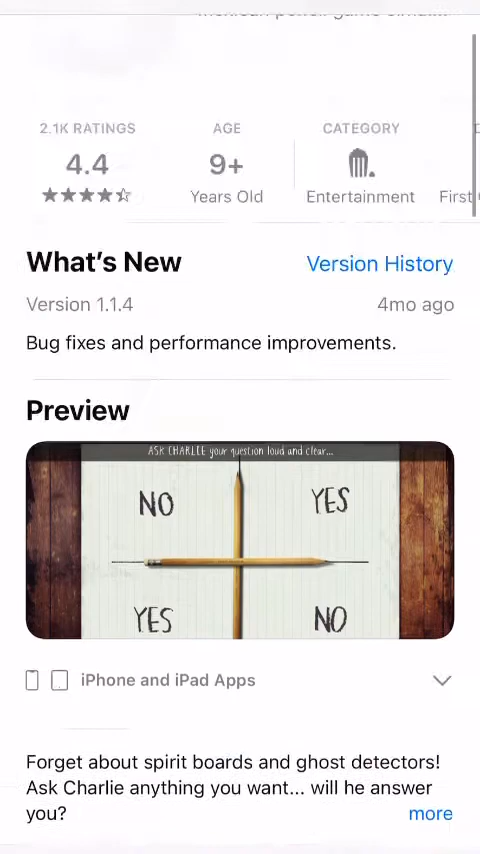 2.1K RATINGS
AGE
CATEGORY
4.4
9+
Years Old
Entertainment
First
What's New
Version History
Version 1.1.4
4mo ago
Bug fixes and performance improvements.
Preview
ASK CHARLIE your question loud and clear...
NO
YES
YES
NO
iPhone and iPad Apps
Forget about spirit boards and ghost detectors!
Ask Charlie anything you want... will he answer
you?
more